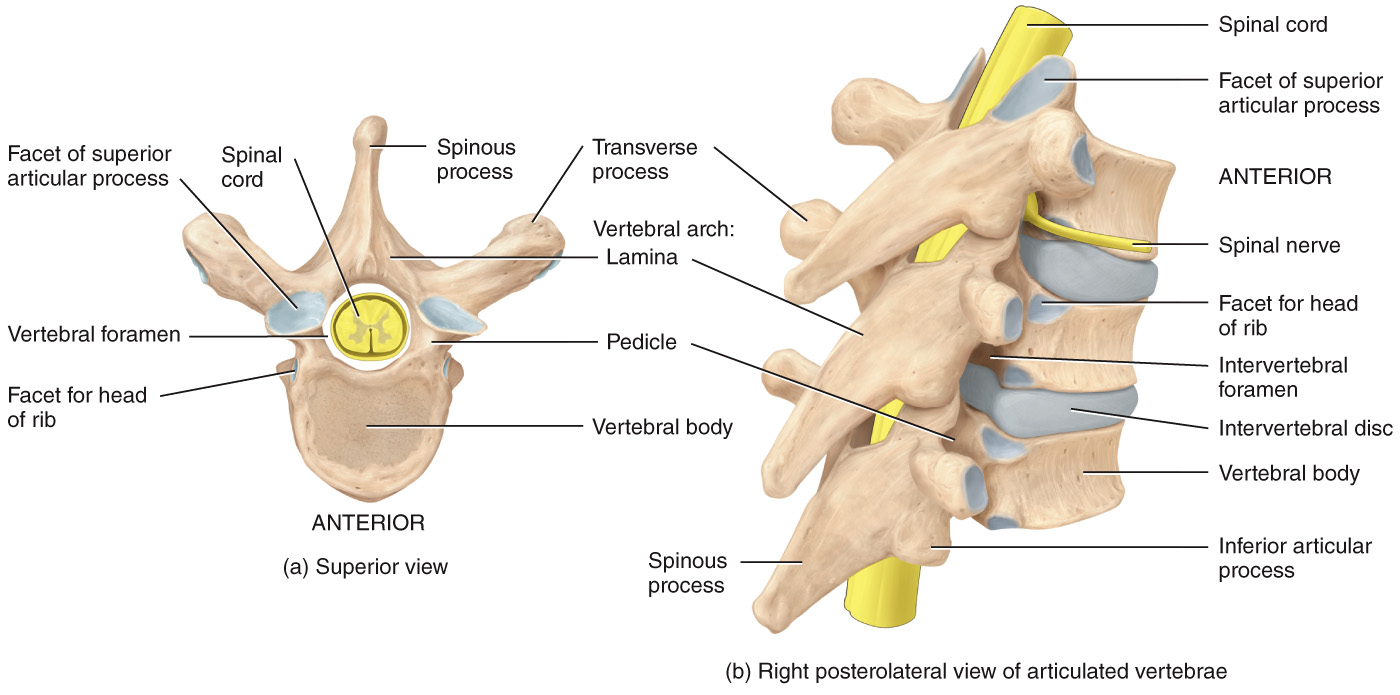 Facet of superior
articular process
Spinal
cord
Spinous
process
Vertebral foramen
Facet for head
of rib
Transverse
process
Vertebral arch:
Lamina
Pedicle
Vertebral body
ANTERIOR
(a) Superior view
Spinal cord
Facet of superior
articular process
ANTERIOR
Spinal nerve
Facet for head
of rib
Intervertebral
foramen
Intervertebral disc
Vertebral body
Inferior articular
process
Spinous
process
(b) Right posterolateral view of articulated vertebrae